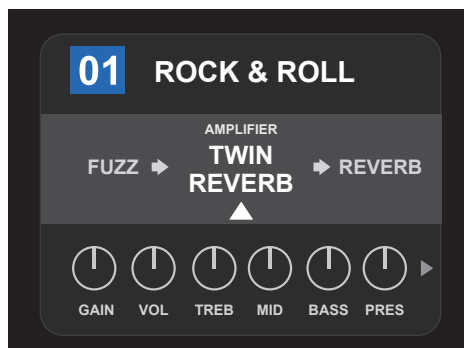 01 ROCK & ROLL
AMPLIFIER
FUZZ TWIN REVERB REVERB
GAIN VOL TREB MID BASS PRES